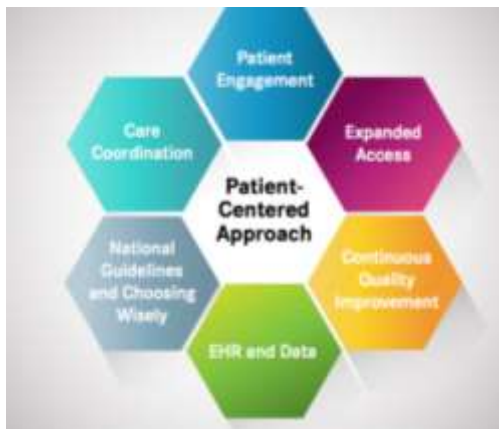 Patient
Engagement
Care
Coordination
Expanded
Access
Patient-
Centered
Approach
National
Guidelines
and Choosing
Wisely
Continuous
Quality
Improvement
EHR and Data